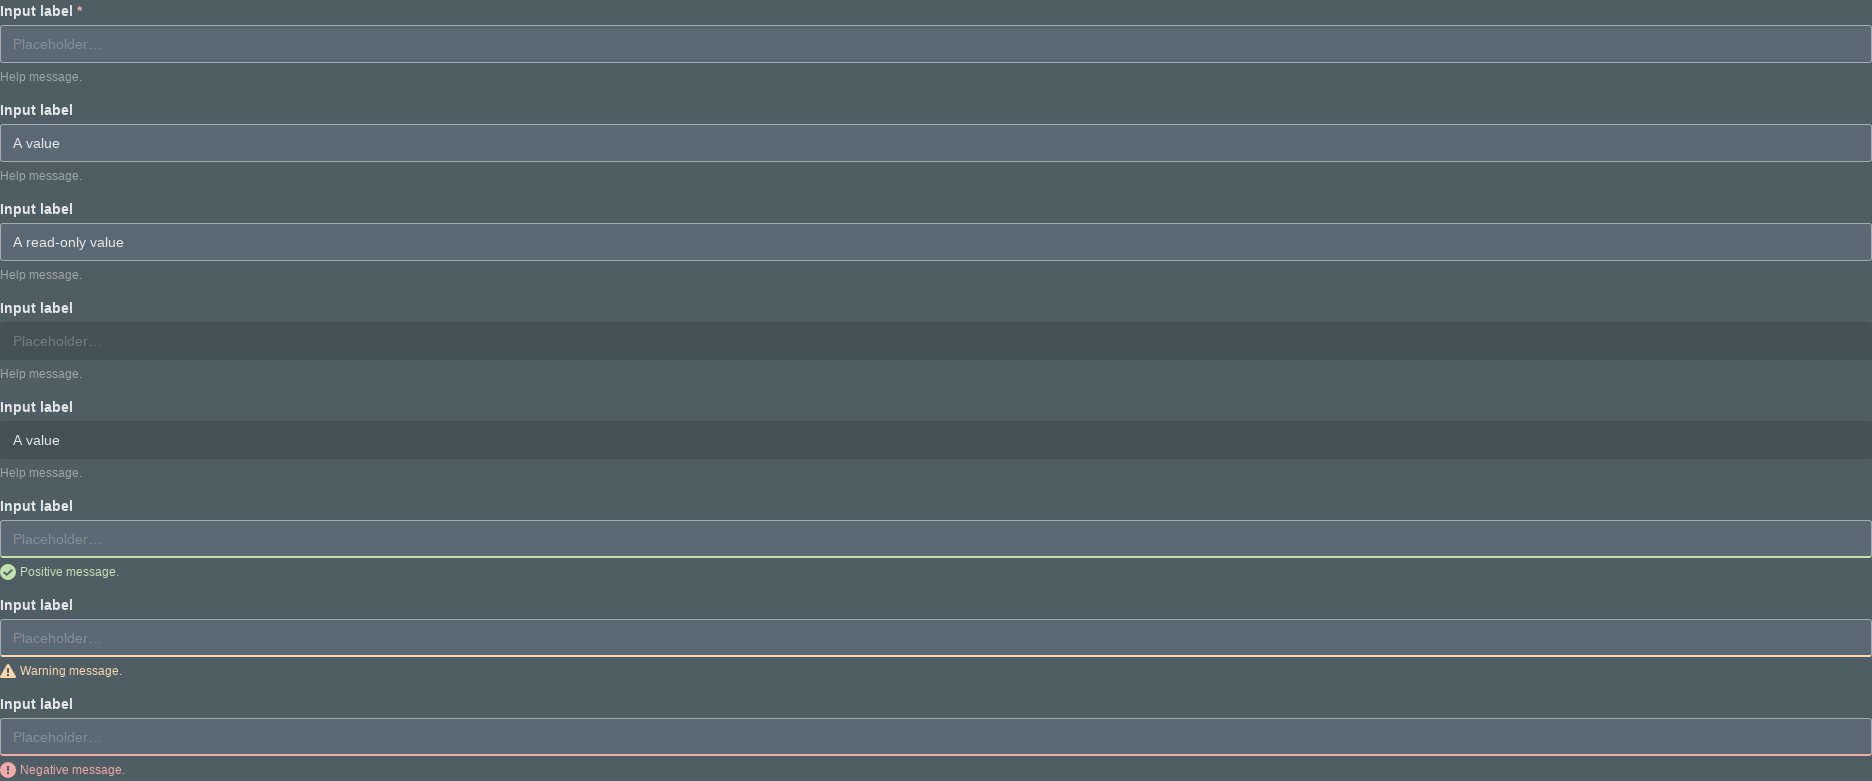 Input label *
Placeholder...
Help message.
Input label
A value
Help message.
Input label
A read-only value
Help message.
Input label
Placeholder...
Help message.
Input label
A value
Help message.
Input label
Placeholder...
Positive message.
Input label
Placeholder...
Warning message.
Input label
Placeholder...
Negative message.